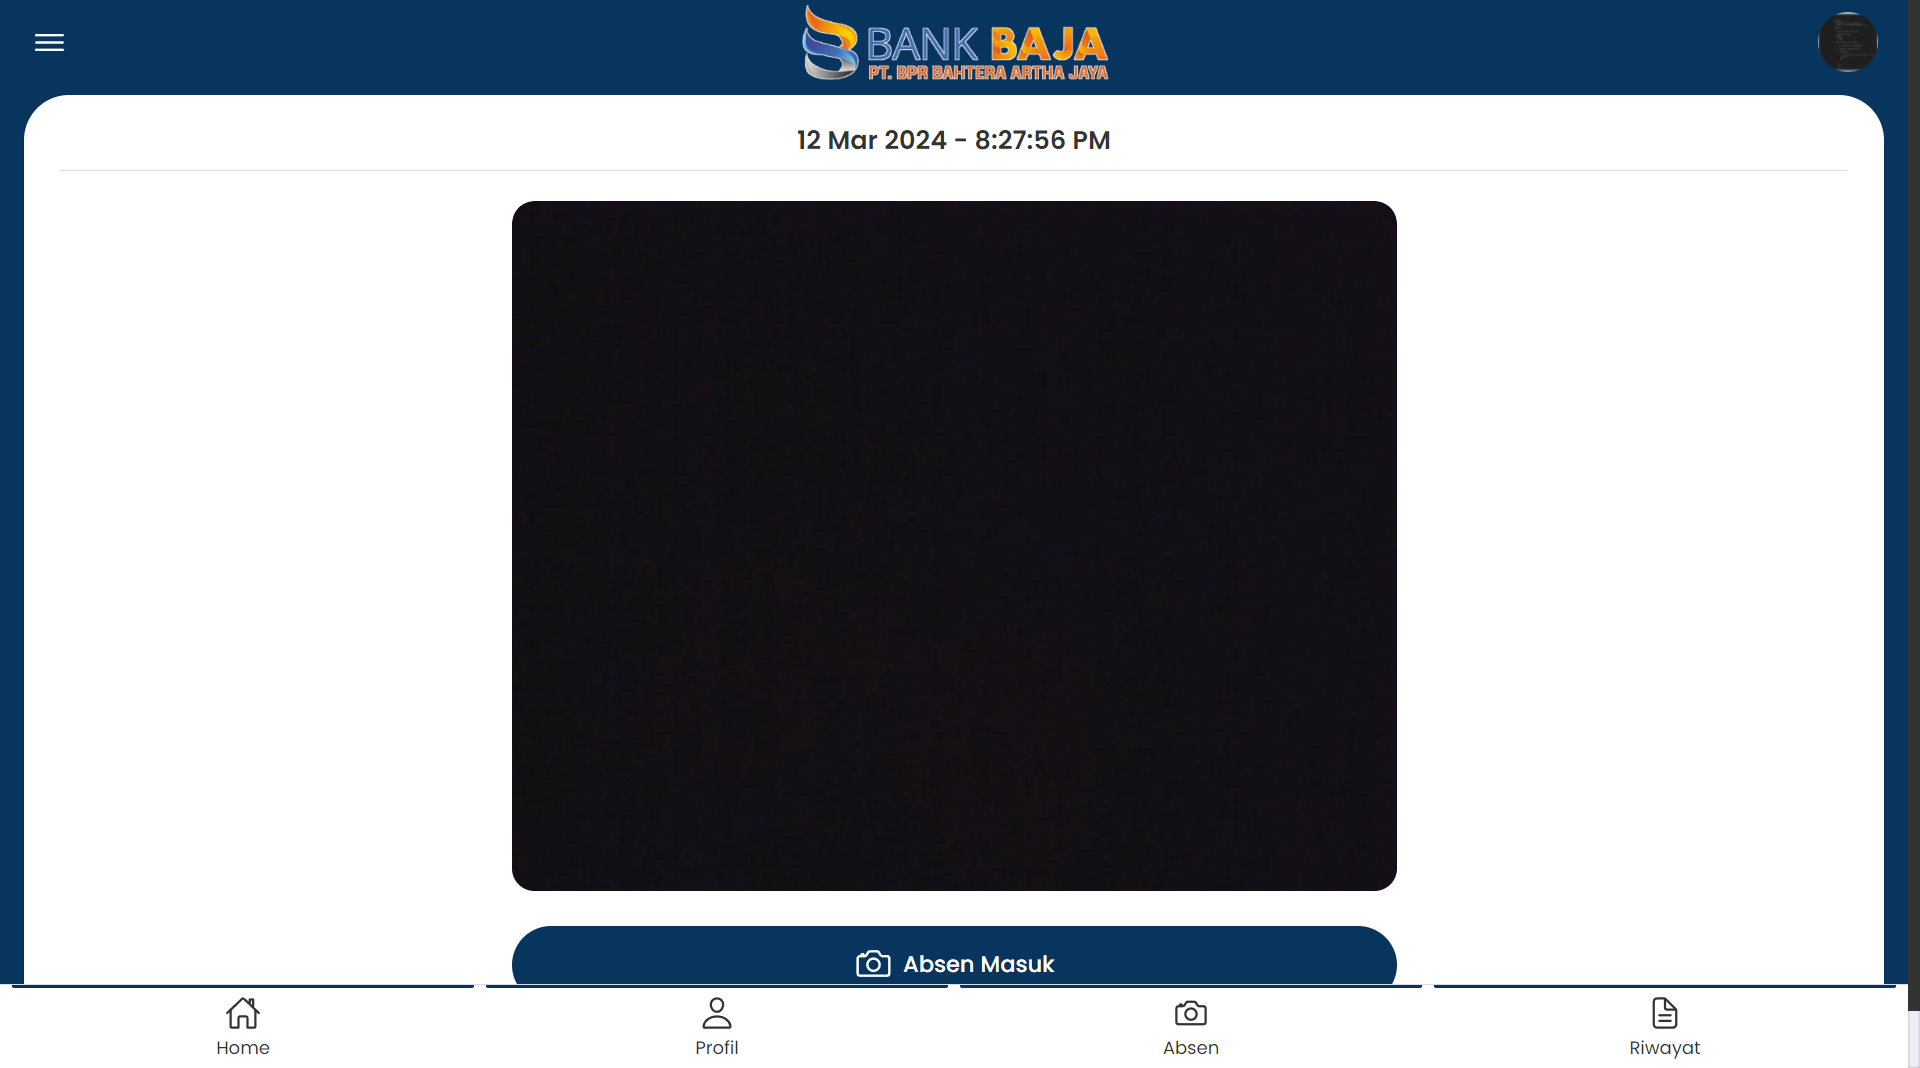 BANK BAJA
PT. BPR BAHTERA ARTHA JAYA
12 Mar 2024 - 8:27:56 PM
Absen Masuk
Home
Profil
Absen
Riwayat